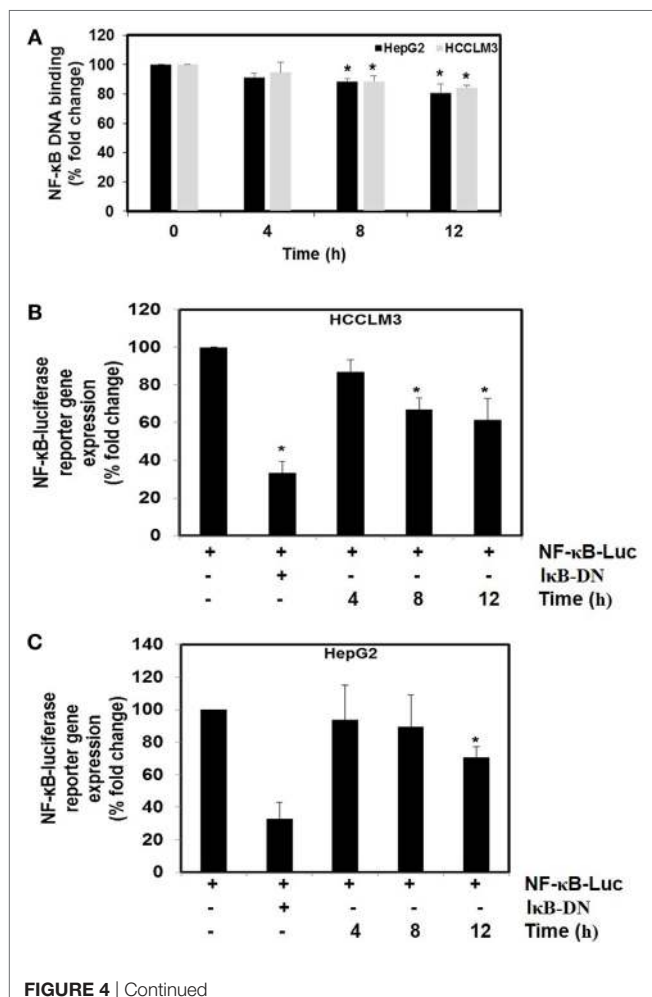 A
120
100
80
60
40
20
0
NF-κB DNA binding
(% fold change)
HepG2 HCCLM3
* * * *
0 4 8 12
Time (h)
B
120
100
80
60
40
20
0
NF-κB-luciferase
reporter gene
expression
(% fold change)
HCCLM3
* * *
+ + + + + NF-κB-Luc
- + - - - IκB-DN
- - 4 8 12 Time (h)
C
140
120
100
80
60
40
20
0
NF-κB-luciferase
reporter gene
expression
(% fold change)
HepG2
*
+ + + + + NF-κB-Luc
- + - - - IκB-DN
- - 4 8 12 Time (h)
FIGURE 4 | Continued